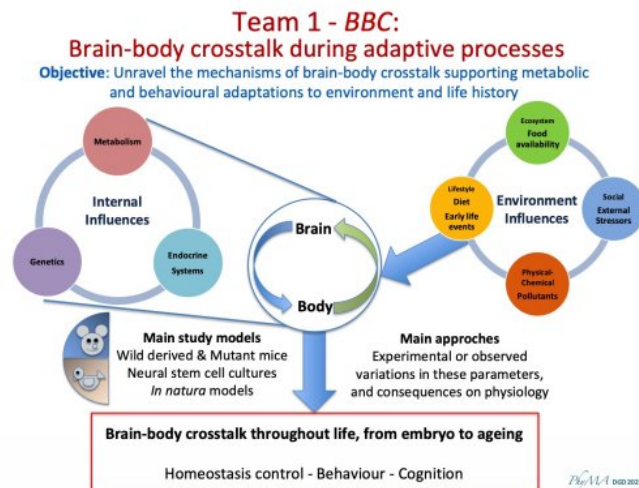 Team 1 - BBC:
Brain-body crosstalk during adaptive processes
Objective: Unravel the mechanisms of brain-body crosstalk supporting metabolic
and behavioural adaptations to environment and life history
Metabolism
Internal
Influences
Genetics
Endocrine
Systems
Brain
Body
Ecosystem
Food
availability
Lifestyle
Diet
Early life
events
Environment
Influences
Social
External
Stressors
Physical-
Chemical
Pollutants
Main study models
Wild derived & Mutant mice
Neural stem cell cultures
In natura models
Main approches
Experimental or observed
variations in these parameters,
and consequences on physiology
Brain-body crosstalk throughout life, from embryo to ageing
Homeostasis control - Behaviour - Cognition
PhyMA